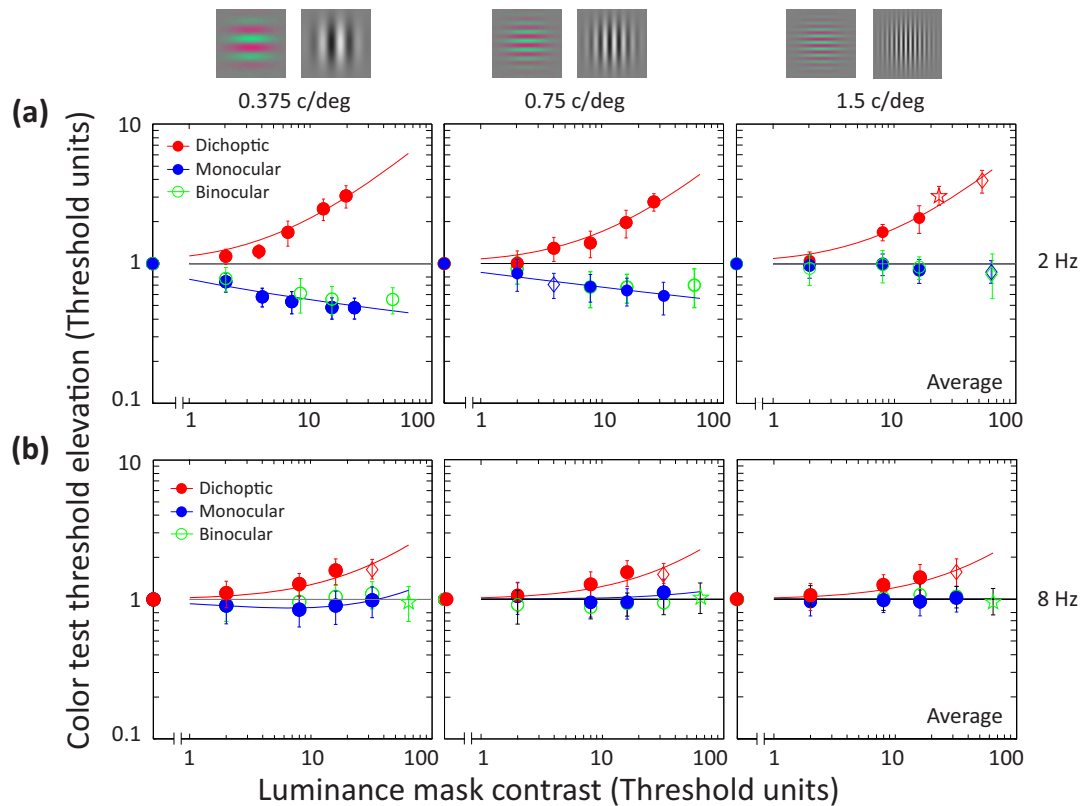 0.375 c/deg 0.75 c/deg 1.5 c/deg
(a)
Color test threshold elevation (Threshold units)
10
1
0.1
Dichoptic
Monocular
Binocular
2 Hz
Average
1 10 100 1 10 100 1 10 100
(b)
10
1
0.1
Dichoptic
Monocular
Binocular
8 Hz
Average
1 10 100 1 10 100 1 10 100
Luminance mask contrast (Threshold units)